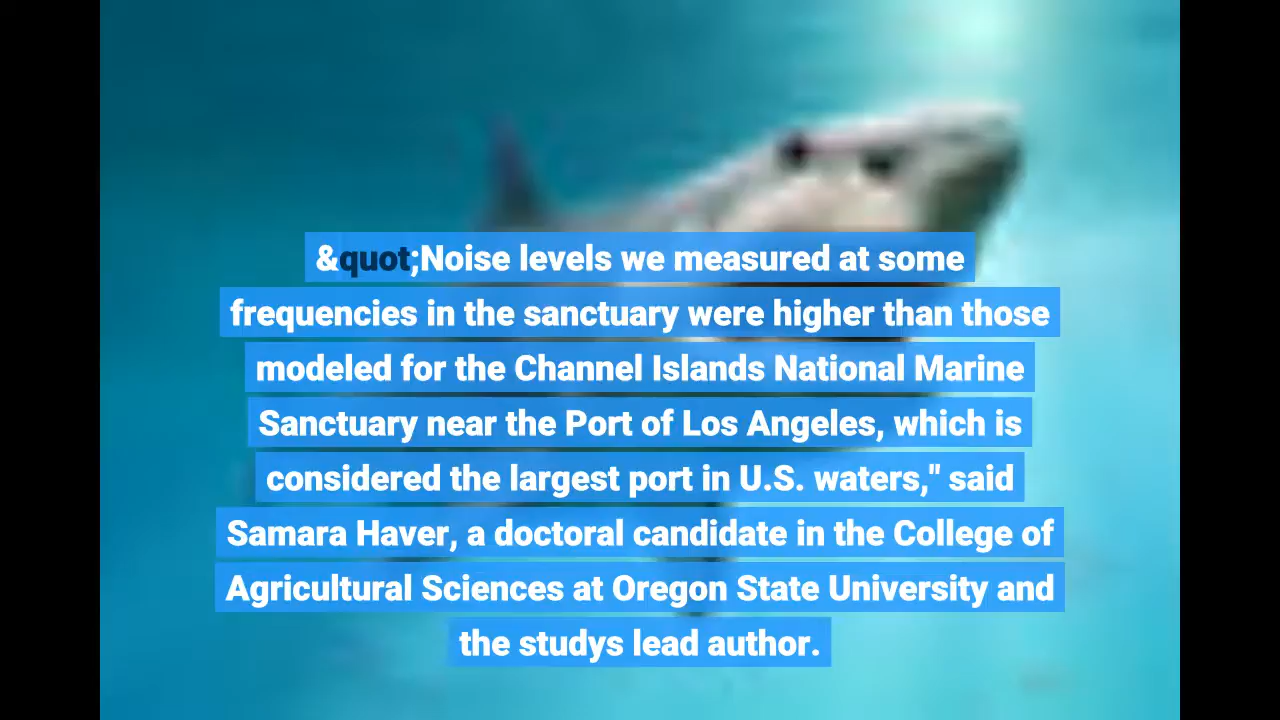 &quot;Noise levels we measured at some
frequencies in the sanctuary were higher than those
modeled for the Channel Islands National Marine
Sanctuary near the Port of Los Angeles, which is
considered the largest port in U.S. waters," said
Samara Haver, a doctoral candidate in the College of
Agricultural Sciences at Oregon State University and
the studys lead author.